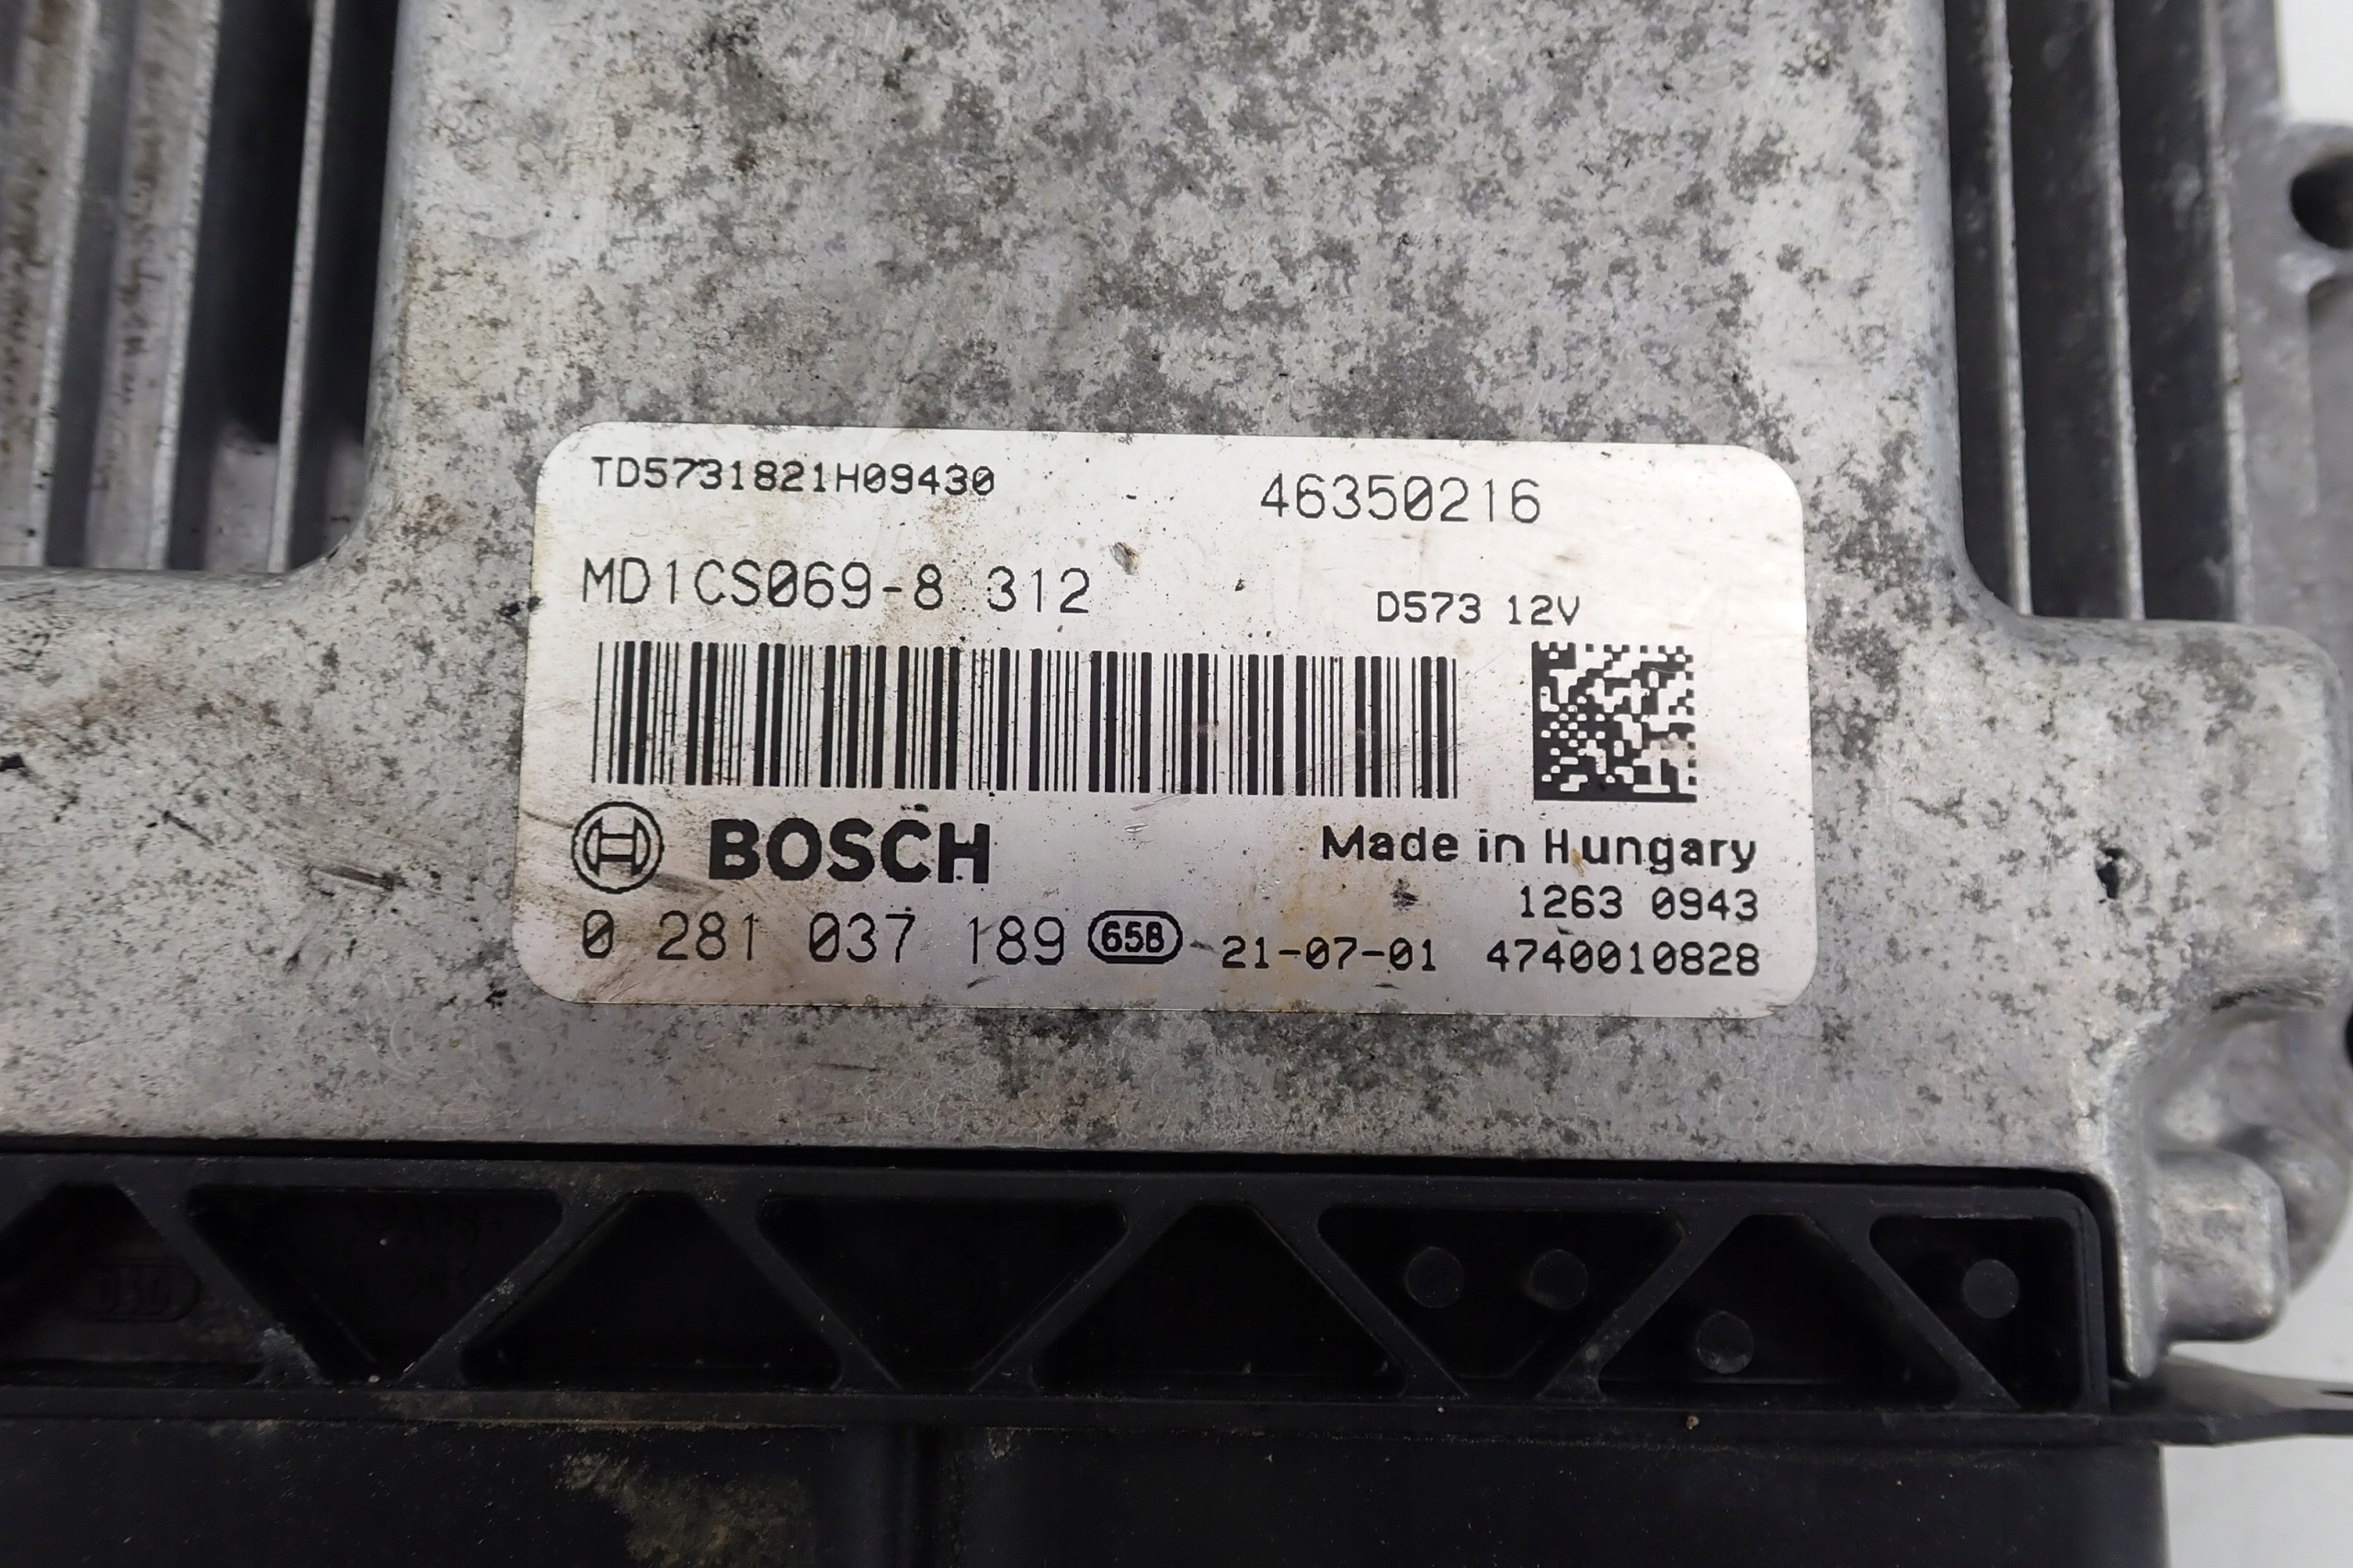 TD5731821H09430 46350216
MD1CS069-8 312
D573 12V
BOSCH
Made in Hungary
1263 0943
0 281 037 189 65B 21-07-01 4740010828